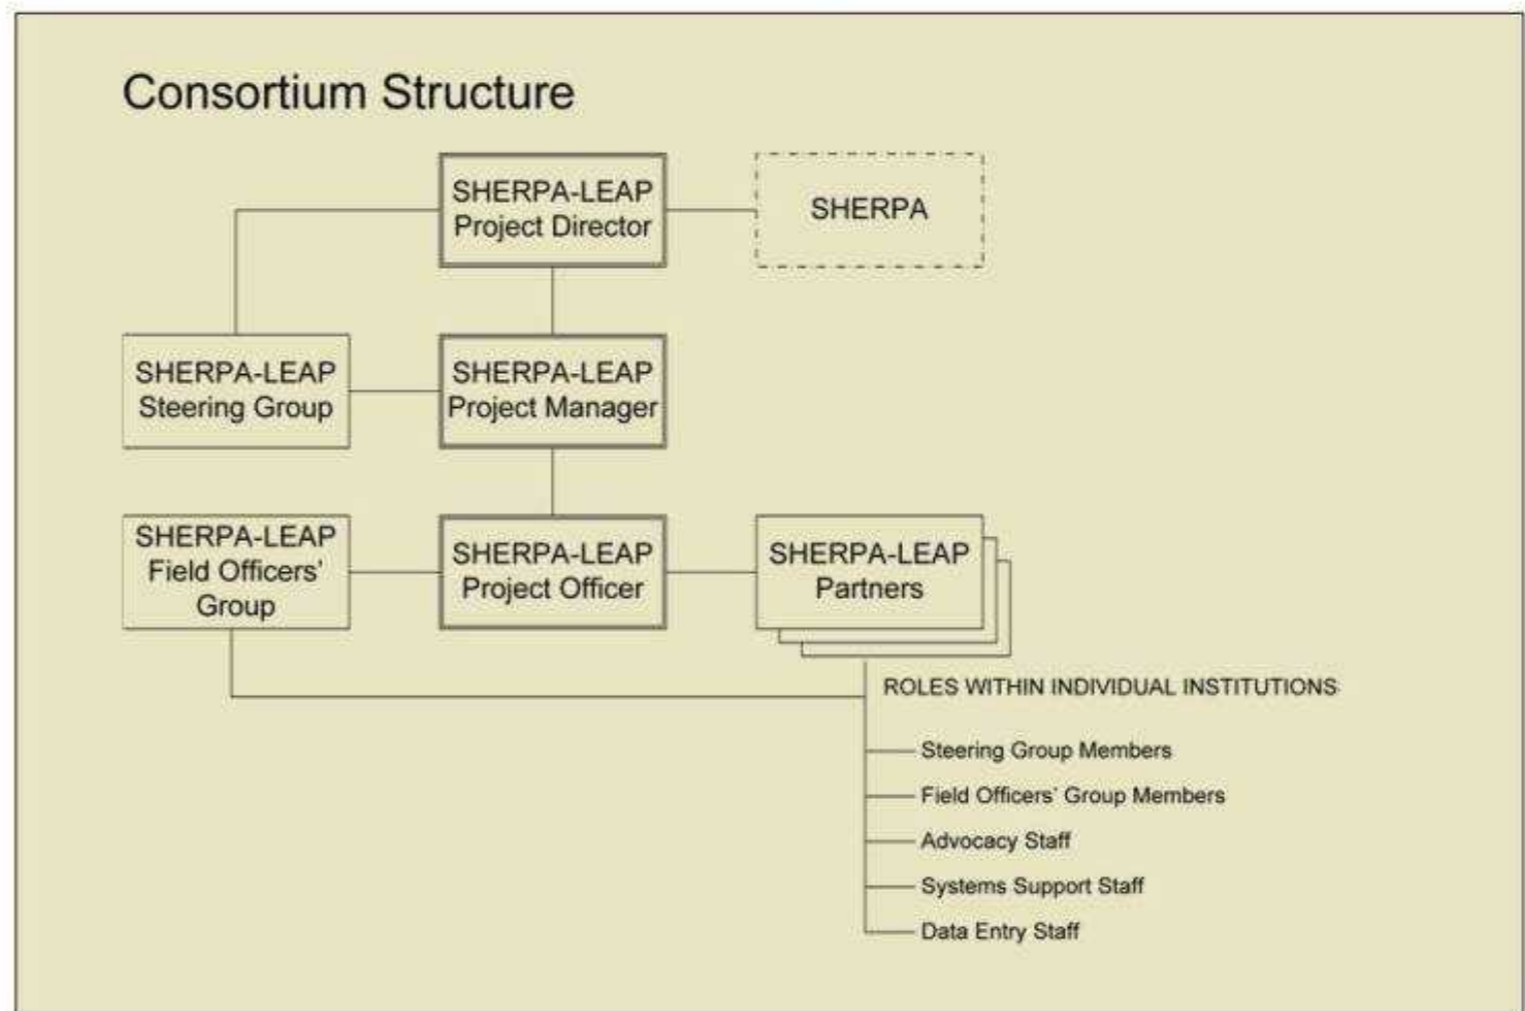 Consortium Structure
SHERPA-LEAP
Project Director
SHERPA
SHERPA-LEAP
Steering Group
SHERPA-LEAP
Project Manager
SHERPA-LEAP
Field Officers'
Group
SHERPA-LEAP
Project Officer
SHERPA-LEAP
Partners
ROLES WITHIN INDIVIDUAL INSTITUTIONS
Steering Group Members
Field Officers' Group Members
Advocacy Staff
Systems Support Staff
Data Entry Staff